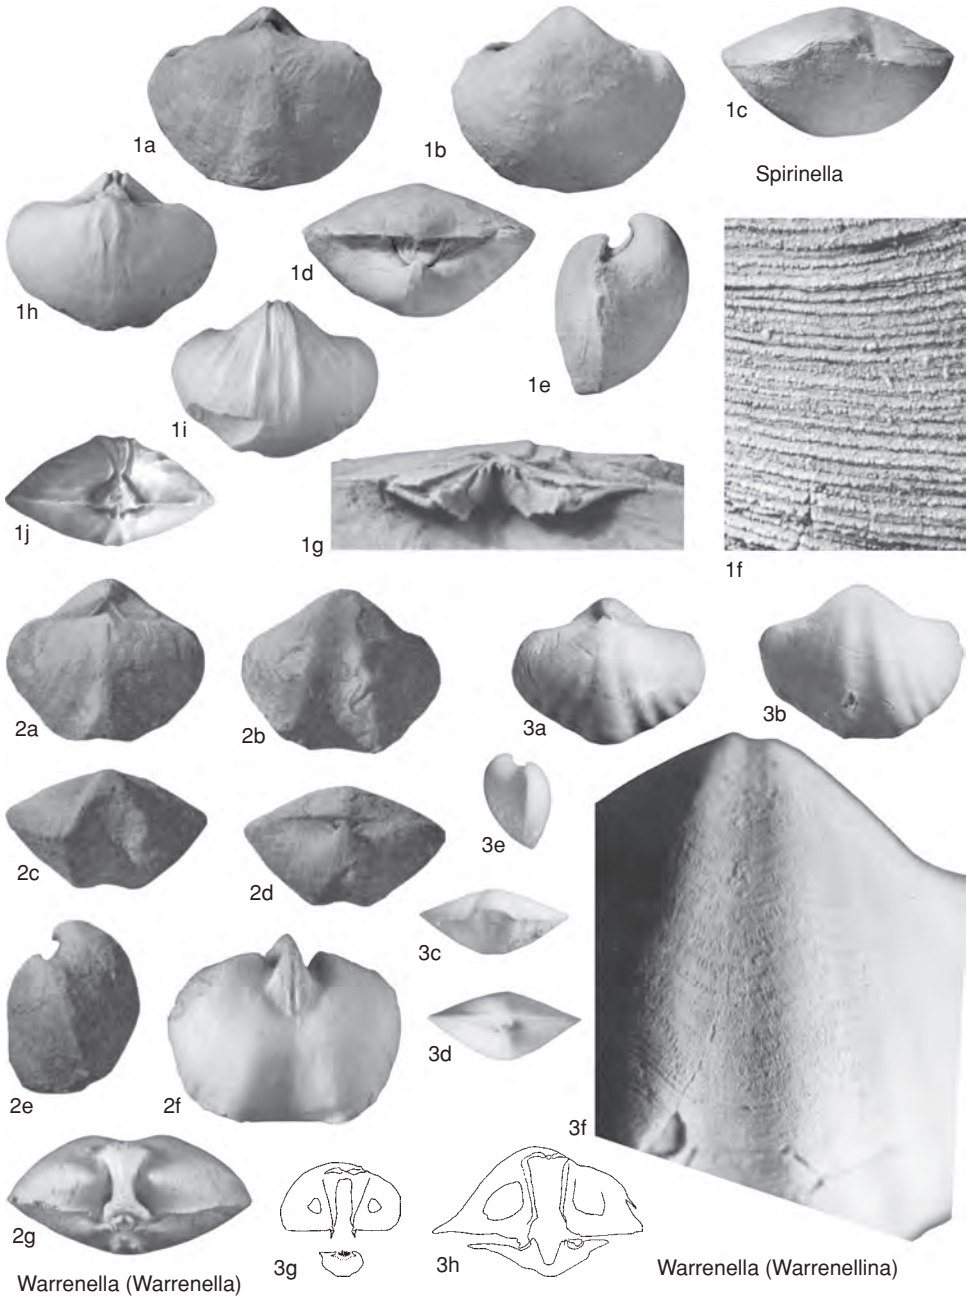 1a
1b
1c
Spirinella
1h
1d
1e
1i
1j
1g
1f
2a
2b
3a
3b
2c
2d
3e
3c
3d
2e
2f
3f
2g
3g
3h
Warrenella (Warrenella)
Warrenella (Warrenellina)